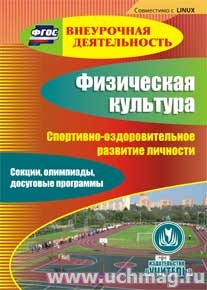 Совместимо с LINUX
ФГОС
ВНЕУРОЧНАЯ
ДЕЯТЕЛЬНОСТЬ
Физическая
культура
Спортивно-оздоровительное
развитие личности
Секции, олимпиады,
досуговые программы
ИЗДАТЕЛЬСТВО
"УЧИТЕЛЬ"
www.uchmag.ru